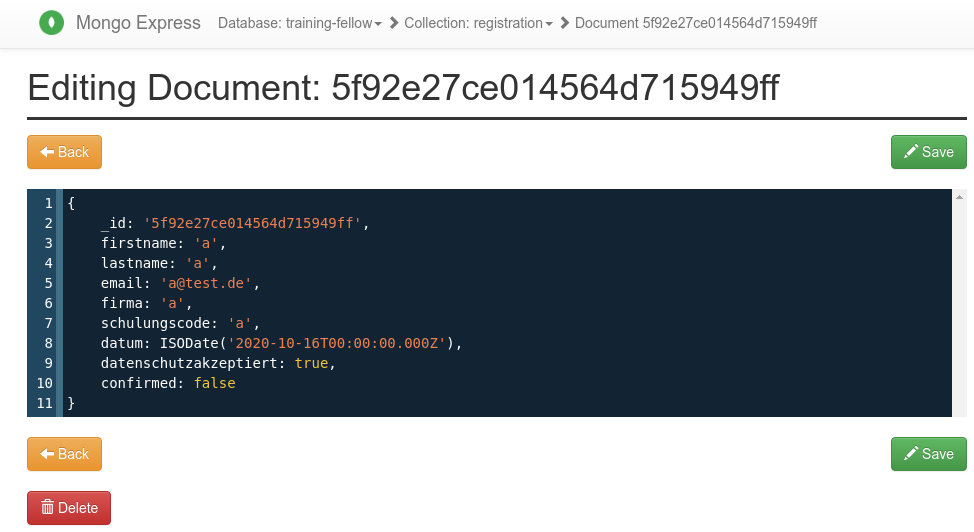 Mongo Express Database: training-fellow Collection: registration Document 5f92e27ce014564d715949ff
Editing Document: 5f92e27ce014564d715949ff
Back Save
1 {
2     _id: '5f92e27ce014564d715949ff',
3     firstname: 'a',
4     lastname: 'a',
5     email: 'a@test.de',
6     firma: 'a',
7     schulungscode: 'a',
8     datum: ISODate('2020-10-16T00:00:00.000Z'),
9     datenschutzakzeptiert: true,
10     confirmed: false
11 }
Back Save
Delete